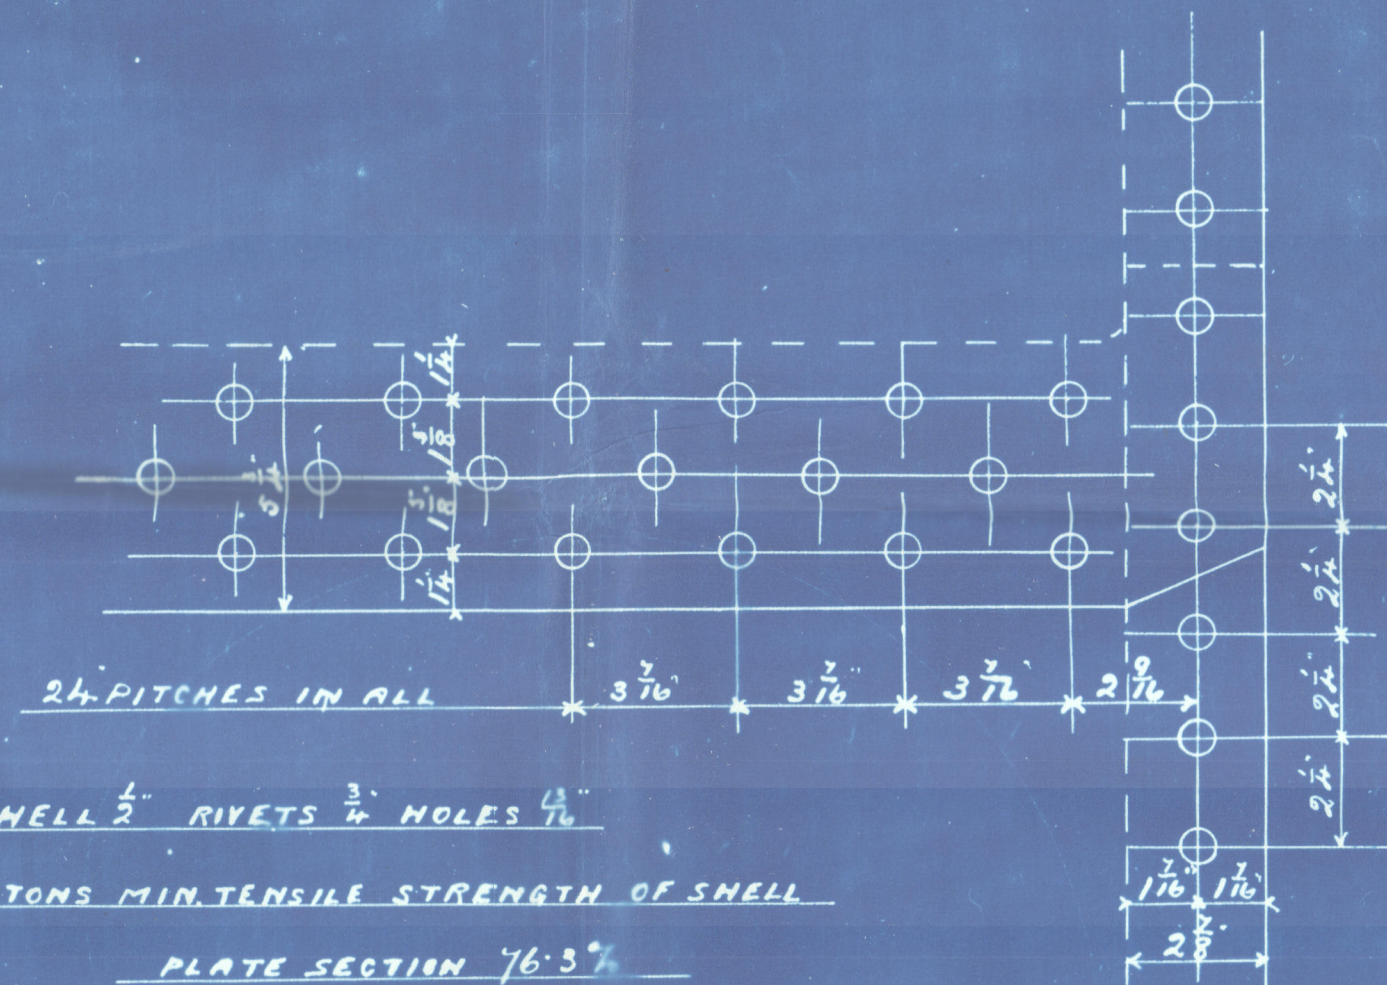 1 1/4"
1 5/8"
5 3/4"
1 5/8"
1 1/4"
2 1/4"
2 1/4"
2 1/4"
2 1/4"
24 PITCHES IN ALL
3 7/16" 3 7/16" 3 7/16" 2 9/16
HELL 1/2" RIVETS 3/4" HOLES 13/16"
TONS MIN. TENSILE STRENGTH OF SHELL
1 7/16" 1 7/16"
2 7/8"
PLATE SECTION 76.3%